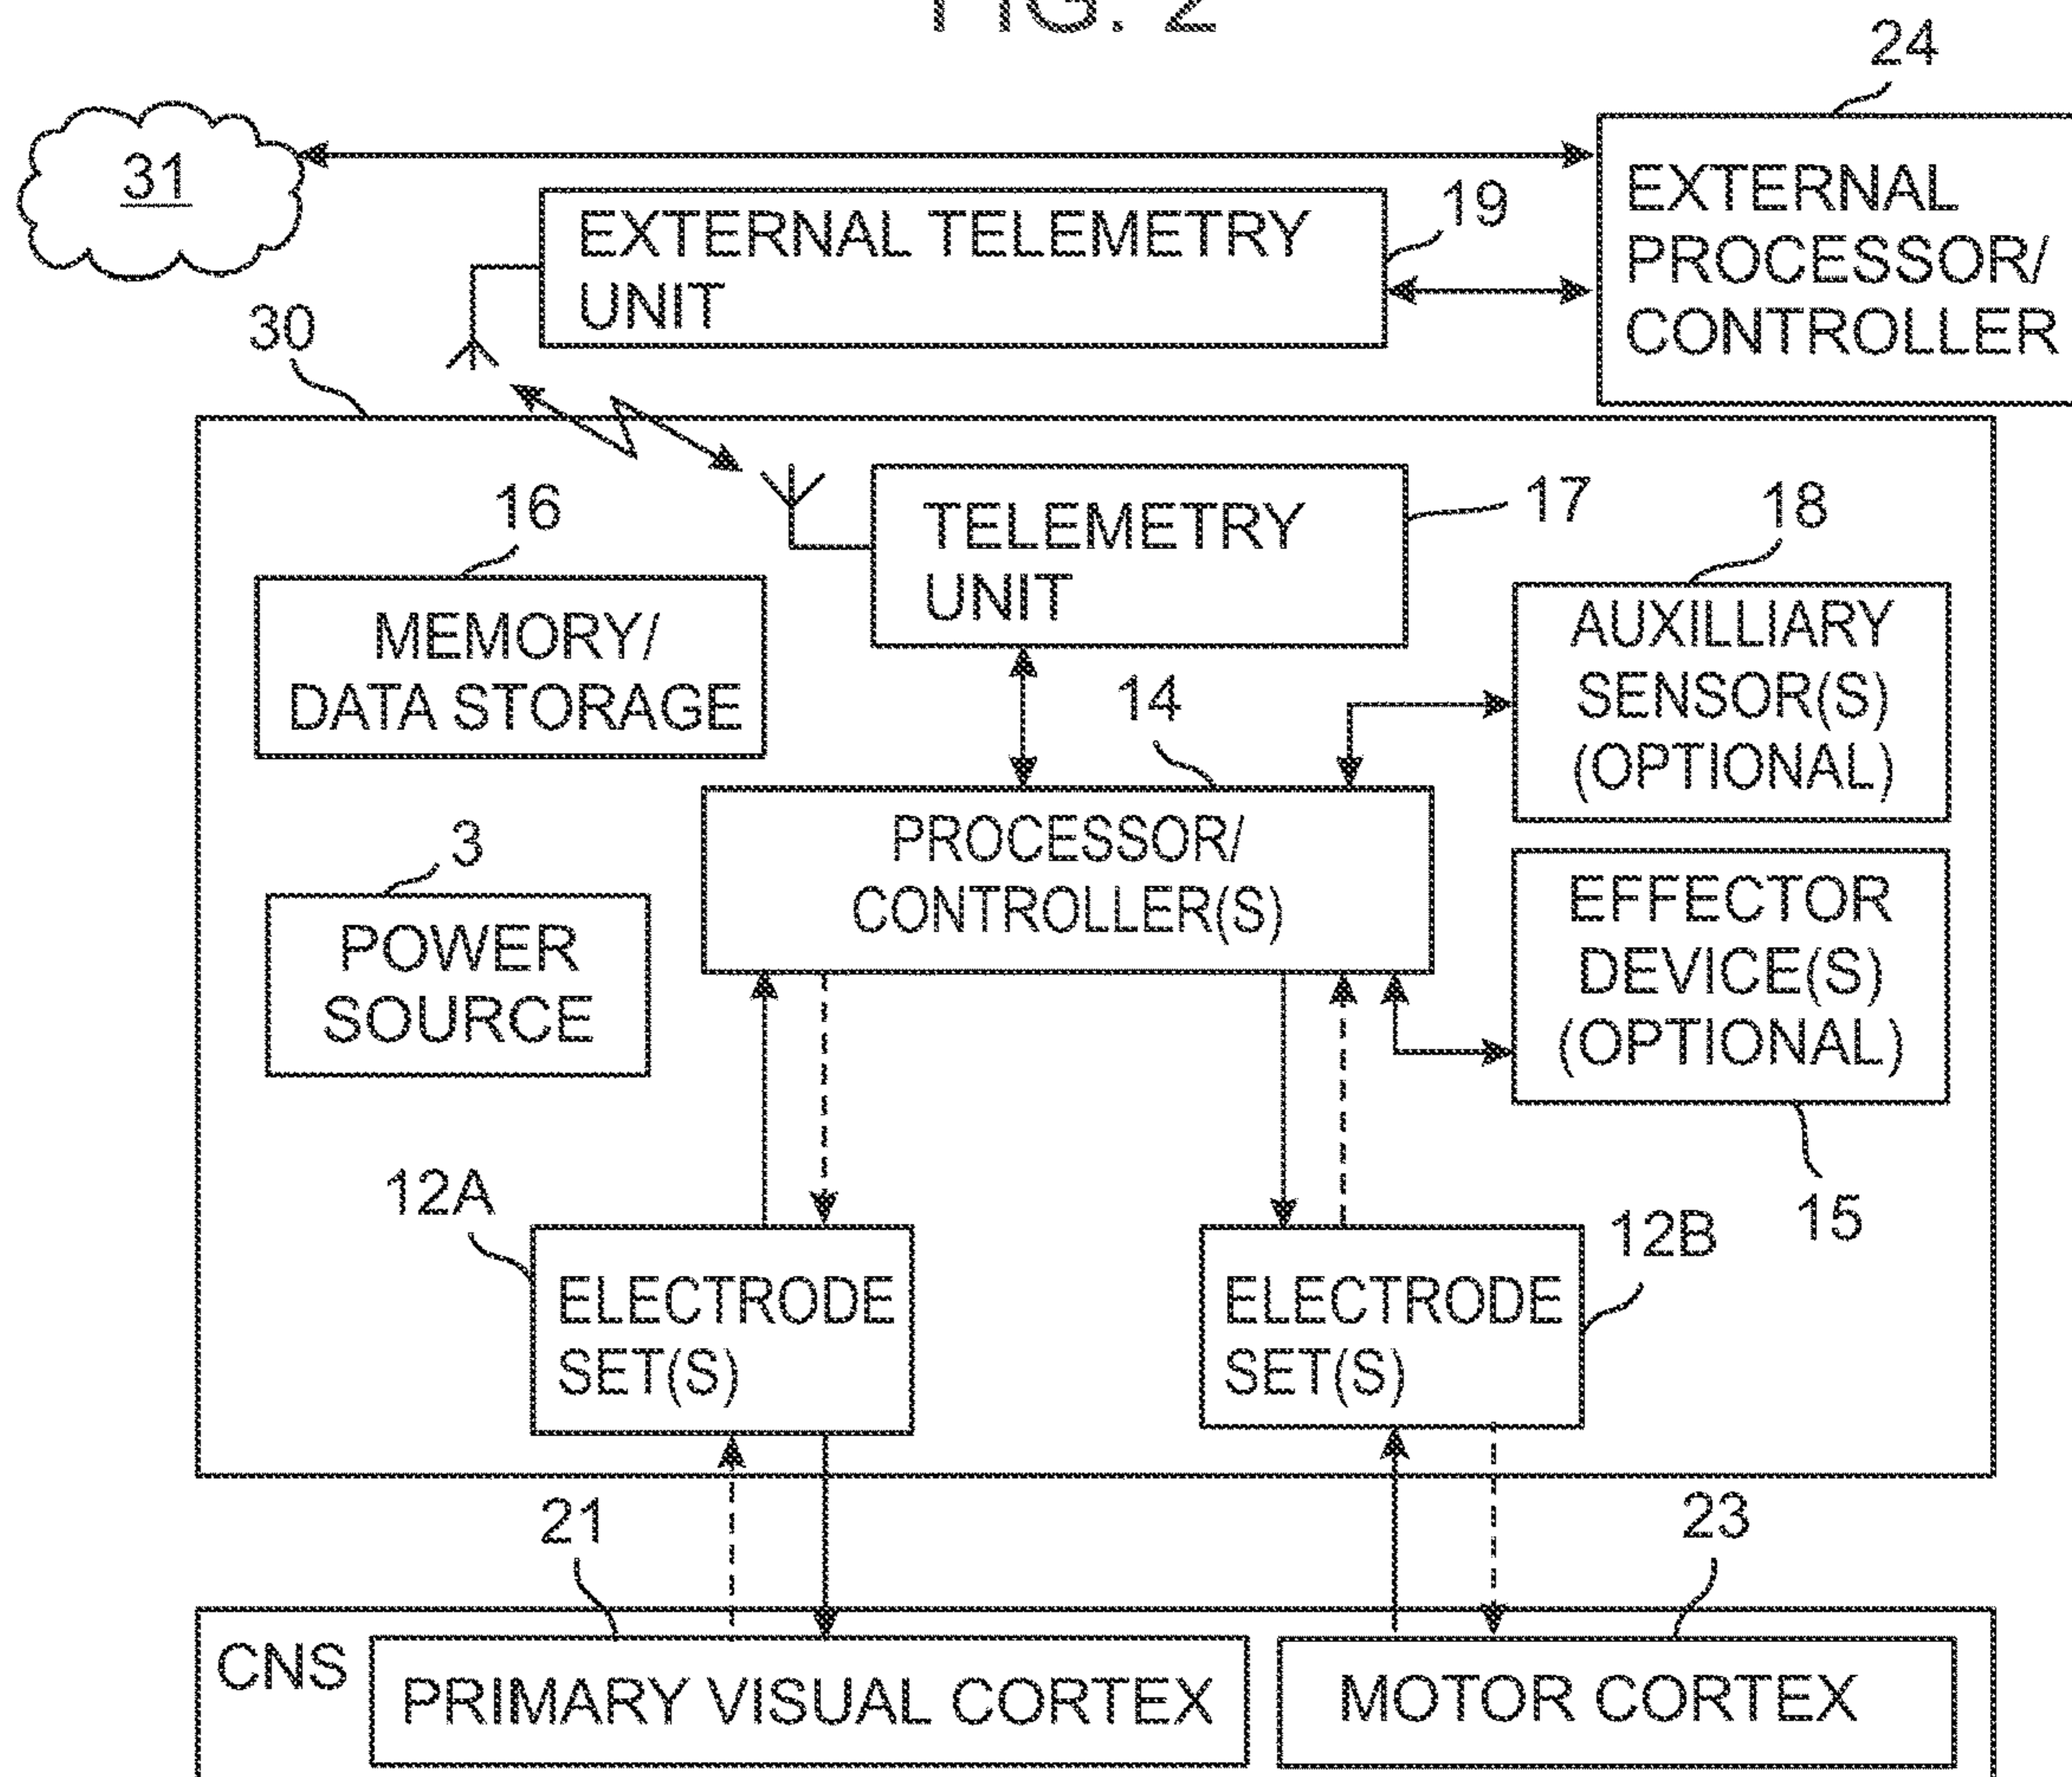 FIG. 2
24
31
EXTERNAL
PROCESSOR/
CONTROLLER
19
EXTERNAL TELEMETRY
UNIT
30
16
MEMORY/
DATA STORAGE
TELEMETRY
UNIT
17
18
AUXILLIARY
SENSOR(S)
(OPTIONAL)
14
PROCESSOR/
CONTROLLER(S)
3
POWER
SOURCE
EFFECTOR
DEVICE(S)
(OPTIONAL)
15
12A
ELECTRODE
SET(S)
12B
ELECTRODE
SET(S)
21
23
CNS
PRIMARY VISUAL CORTEX
MOTOR CORTEX